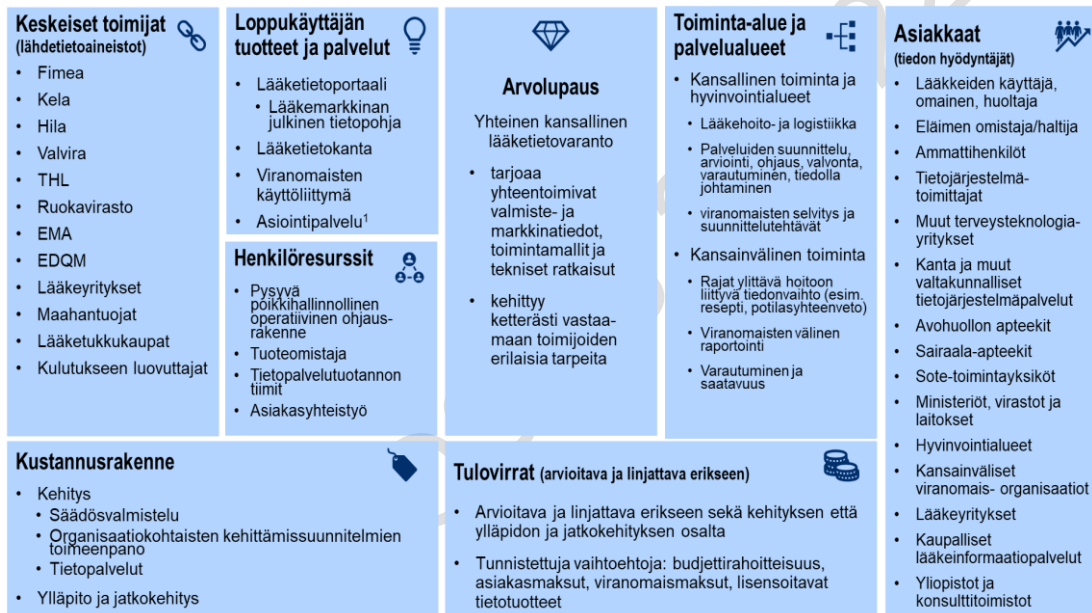 Keskeiset toimijat
(lähdetietoaineistot)
• Fimea
• Kela
• Hila
• Valvira
• THL
• Ruokavirasto
• EMA
• EDQM
• Lääkeyritykset
• Maahantuojat
• Lääketukkukaupat
• Kulutukseen luovuttajat
Loppukäyttäjän
tuotteet ja palvelut
• Lääketietoportaali
• Lääkemarkkinan
julkinen tietopohja
• Lääketietokanta
• Viranomaisten
käyttöliittymä
• Asiointipalvelu¹
Henkilöresurssit
• Pysyvä
poikkihallinnollinen
operatiivinen ohjaus-
rakenne
• Tuoteomistaja
• Tietopalvelutuotannon
tiimit
• Asiakasyhteistyö
Arvolupaus
Yhteinen kansallinen
lääketietovaranto
• tarjoaa
yhteentoimivat
valmiste- ja
markkinatiedot,
toimintamallit ja
tekniset ratkaisut
• kehittyy
ketterästi vastaa-
maan toimijoiden
erilaisia tarpeita
Toiminta-alue ja
palvelualueet
• Kansallinen toiminta ja
hyvinvointialueet
• Lääkehoito- ja logistiikka
• Palveluiden suunnittelu,
arviointi, ohjaus, valvonta,
varautuminen, tiedolla
johtaminen
• viranomaisten selvitys ja
suunnittelutehtävät
• Kansainvälinen toiminta
• Rajat ylittävä hoitoon
liittyvä tiedonvaihto (esim.
resepti, potilasyhteenveto)
• Viranomaisten välinen
raportointi
• Varautuminen ja
saatavuus
Asiakkaat
(tiedon hyödyntäjät)
• Lääkkeiden käyttäjä,
omainen, huoltaja
• Eläimen omistaja/haltija
• Ammattihenkilöt
• Tietojärjestelmä-
toimittajat
• Muut terveysteknologia-
yritykset
• Kanta ja muut
valtakunnalliset
tietojärjestelmäpalvelut
• Avohuollon apteekit
• Sairaala-apteekit
• Sote-toimintayksiköt
• Ministeriöt, virastot ja
laitokset
• Hyvinvointialueet
• Kansainväliset
viranomais- organisaatiot
• Lääkeyritykset
• Kaupalliset
lääkeinformaatiopalvelut
• Yliopistot ja
konsulttitoimistot
Kustannusrakenne
• Kehitys
• Säädösvalmistelu
• Organisaatiokohtaisten kehittämissuunnitelmien
toimeenpano
• Tietopalvelut
• Ylläpito ja jatkokehitys
Tulovirrat (arvioitava ja linjattava erikseen)
• Arvioitava ja linjattava erikseen sekä kehityksen että
ylläpidon ja jatkokehityksen osalta
• Tunnistettuja vaihtoehtoja: budjettirahoitteisuus,
asiakasmaksut, viranomaismaksut, lisensoitavat
tietotuotteet